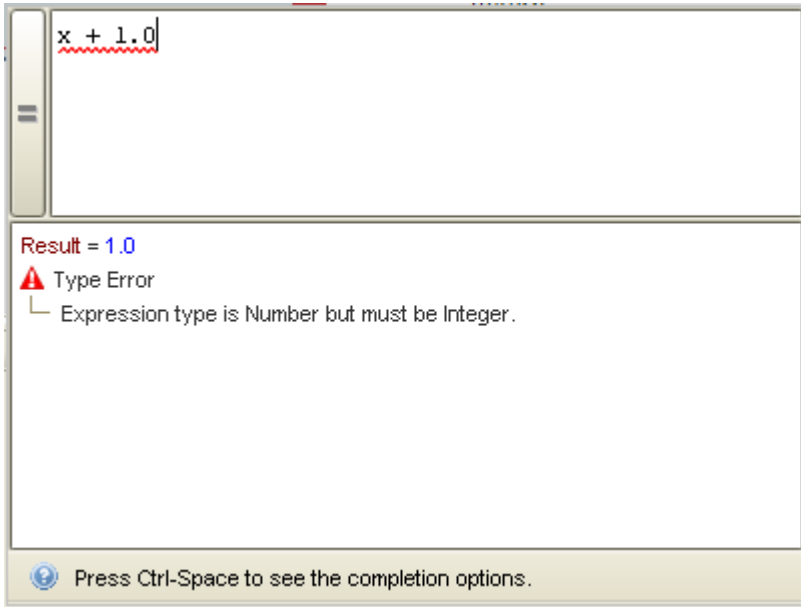 x + 1.0
Result = 1.0
Type Error
Expression type is Number but must be Integer.
Press Ctrl-Space to see the completion options.